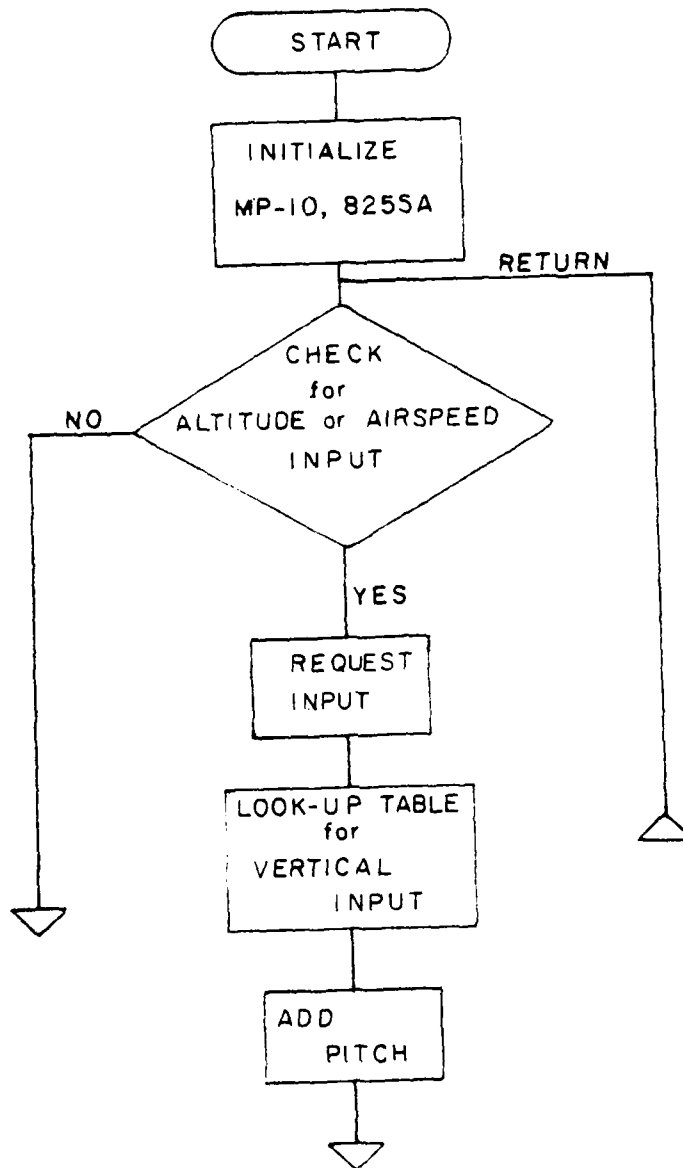 START
INITIALIZE
MP-10, 8255A
RETURN
CHECK
for
ALTITUDE or AIRSPEED
INPUT
NO
YES
REQUEST
INPUT
LOOK-UP TABLE
for
VERTICAL
INPUT
ADD
PITCH